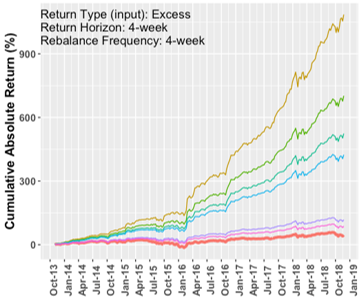 Return Type (input): Excess
Return Horizon: 4-week
Rebalance Frequency: 4-week
Cumulative Absolute Return (%)
900
600
300
0
Oct-13
Jan-14
Apr-14
Jul-14
Oct-14
Jan-15
Apr-15
Jul-15
Oct-15
Jan-16
Apr-16
Jul-16
Oct-16
Jan-17
Apr-17
Jul-17
Oct-17
Jan-18
Apr-18
Jul-18
Oct-18
Jan-19